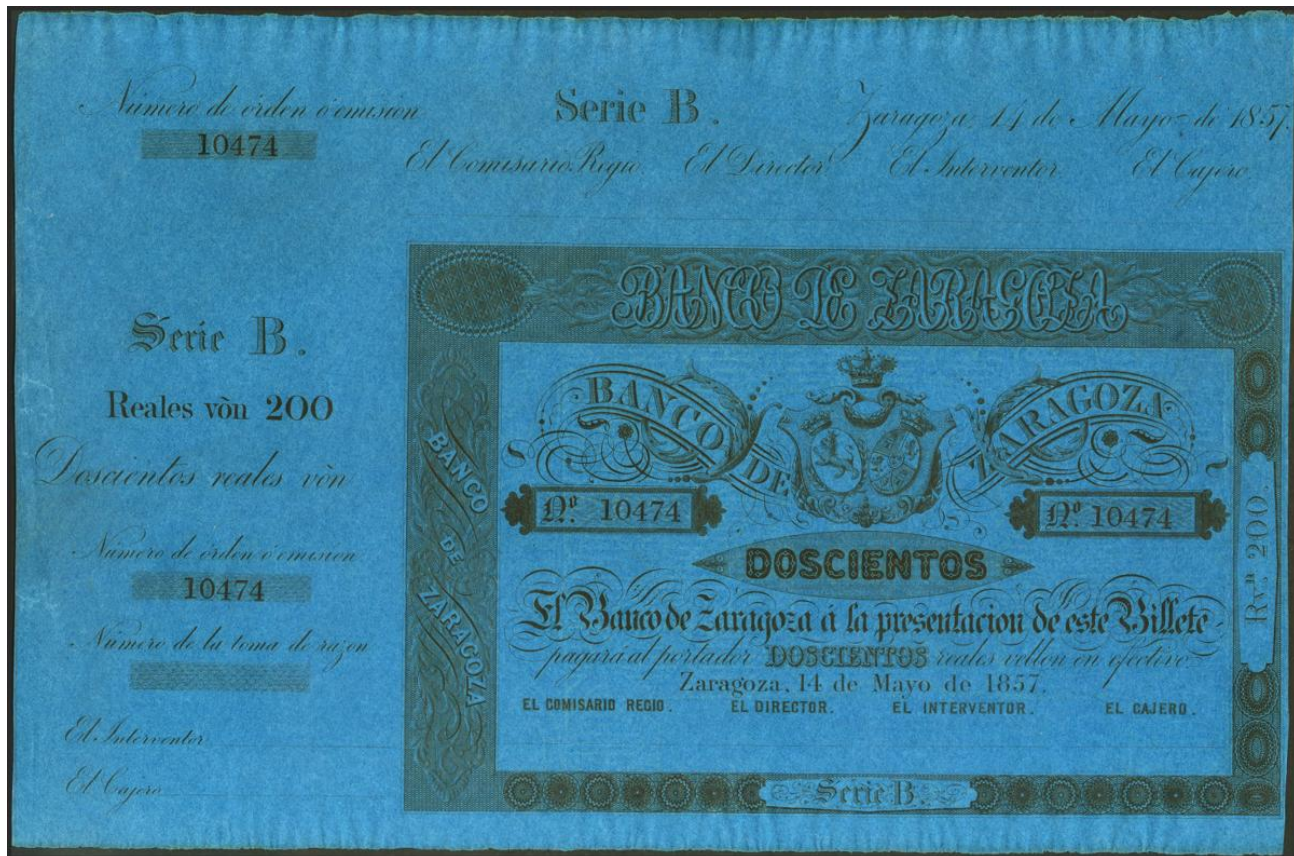 Número de órden ó emision
10474
Serie B.
Zaragoza, 14 de Mayo de 1857.
El Comisario Regio. El Director. El Interventor. El Cajero.
Serie B.
Reales vòn 200
Doscientos reales vòn
Número de órden ó emision
10474
Número de la toma de razon
El Interventor
El Cajero
BANCO DE ZARAGOZA
BANCO DE ZARAGOZA
BANCO DE ZARAGOZA
Nº. 10474
Nº. 10474
DOSCIENTOS
El Banco de Zaragoza á la presentacion de este Billete
pagará al portador DOSCIENTOS reales vellon en efectivo.
Zaragoza, 14 de Mayo de 1857.
EL COMISARIO REGIO. EL DIRECTOR. EL INTERVENTOR. EL CAJERO.
Rvn. 200.
Serie B.